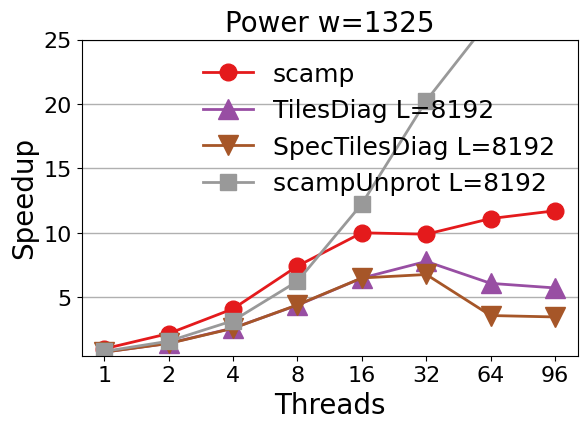 Power w=1325
Speedup
25
20
15
10
5
scamp
TilesDiag L=8192
SpecTilesDiag L=8192
scampUnprot L=8192
1 2 4 8 16 32 64 96
Threads